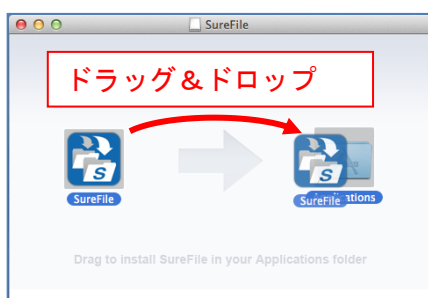 SureFile
ドラッグ＆ドロップ
S
S
SureFile
SureFile
Applications
Drag to install SureFile in your Applications folder